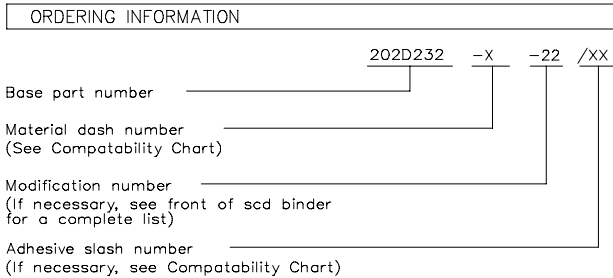 ORDERING INFORMATION
202D232 -X -22 /XX
Base part number
Material dash number
(See Compatability Chart)
Modification number
(If necessary, see front of scd binder
for a complete list)
Adhesive slash number
(If necessary, see Compatability Chart)